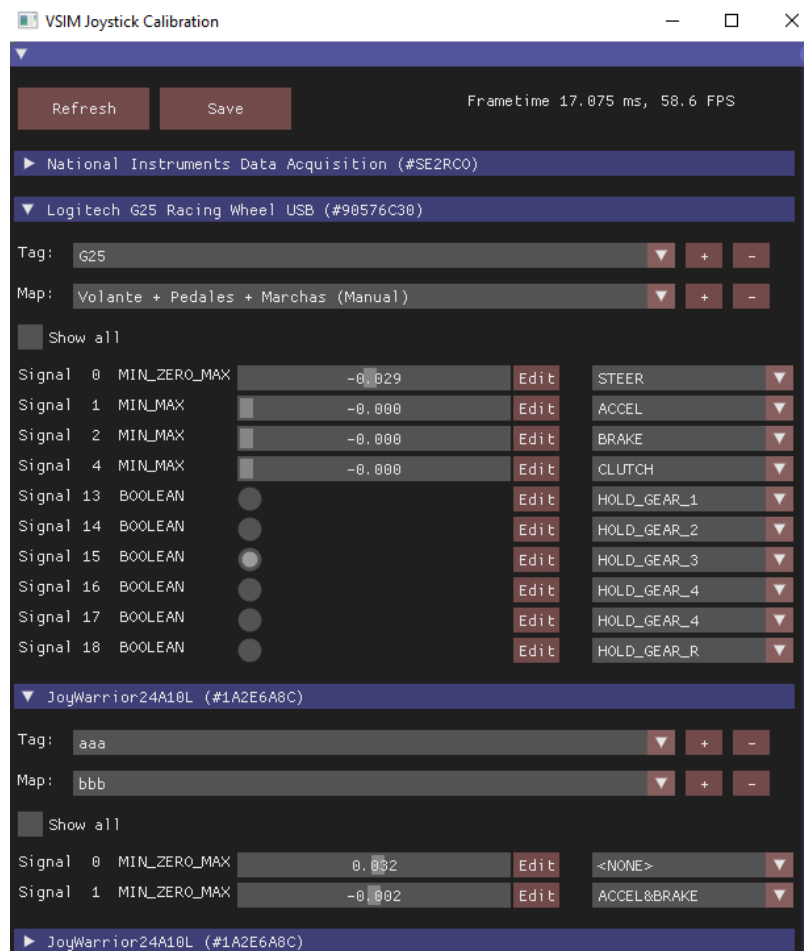 VSIM Joystick Calibration
Refresh Save Frametime 17.075 ms, 58.6 FPS
National Instruments Data Acquisition (#SE2RCO)
Logitech G25 Racing Wheel USB (#90576C30)
Tag: G25 + -
Map: Volante + Pedales + Marchas (Manual) + -
Show all
Signal 0 MIN_ZERO_MAX -0.029 Edit STEER
Signal 1 MIN_MAX -0.000 Edit ACCEL
Signal 2 MIN_MAX -0.000 Edit BRAKE
Signal 4 MIN_MAX -0.000 Edit CLUTCH
Signal 13 BOOLEAN Edit HOLD_GEAR_1
Signal 14 BOOLEAN Edit HOLD_GEAR_2
Signal 15 BOOLEAN Edit HOLD_GEAR_3
Signal 16 BOOLEAN Edit HOLD_GEAR_4
Signal 17 BOOLEAN Edit HOLD_GEAR_4
Signal 18 BOOLEAN Edit HOLD_GEAR_R
JoyWarrior24A10L (#1A2E6A8C)
Tag: aaa + -
Map: bbb + -
Show all
Signal 0 MIN_ZERO_MAX 0.032 Edit <NONE>
Signal 1 MIN_ZERO_MAX -0.002 Edit ACCEL&BRAKE
JoyWarrior24A10L (#1A2E6A8C)